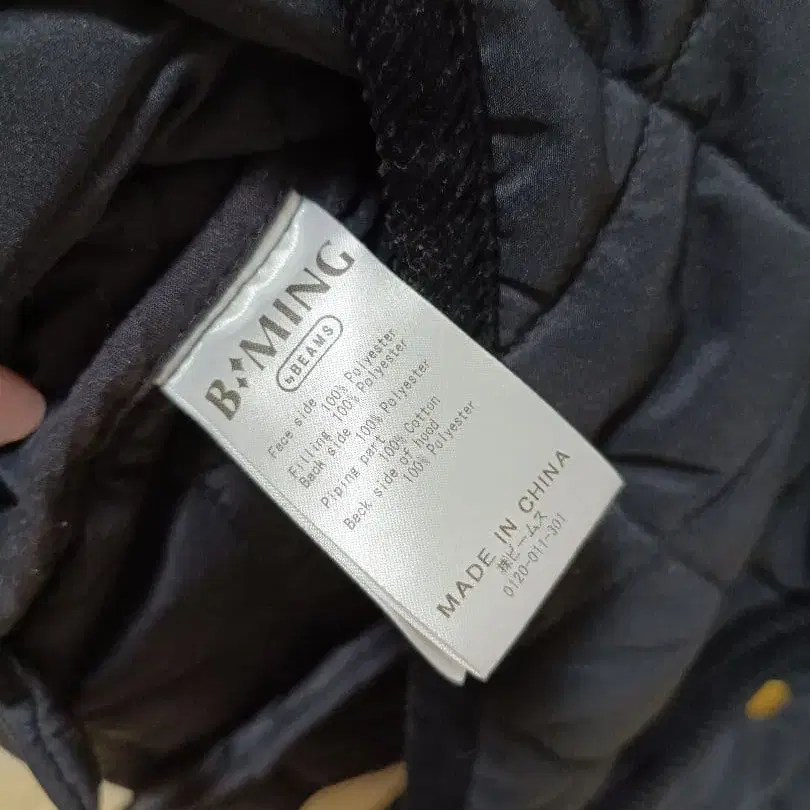 B:MING
by BEAMS
Face side
100% Polyester
Filling 100% Polyester
Back side
100% Polyester
Piping part
100% Cotton
Beck side of hood
100% Polyester
MADE IN CHINA
㈱ビームス
0120-011-301